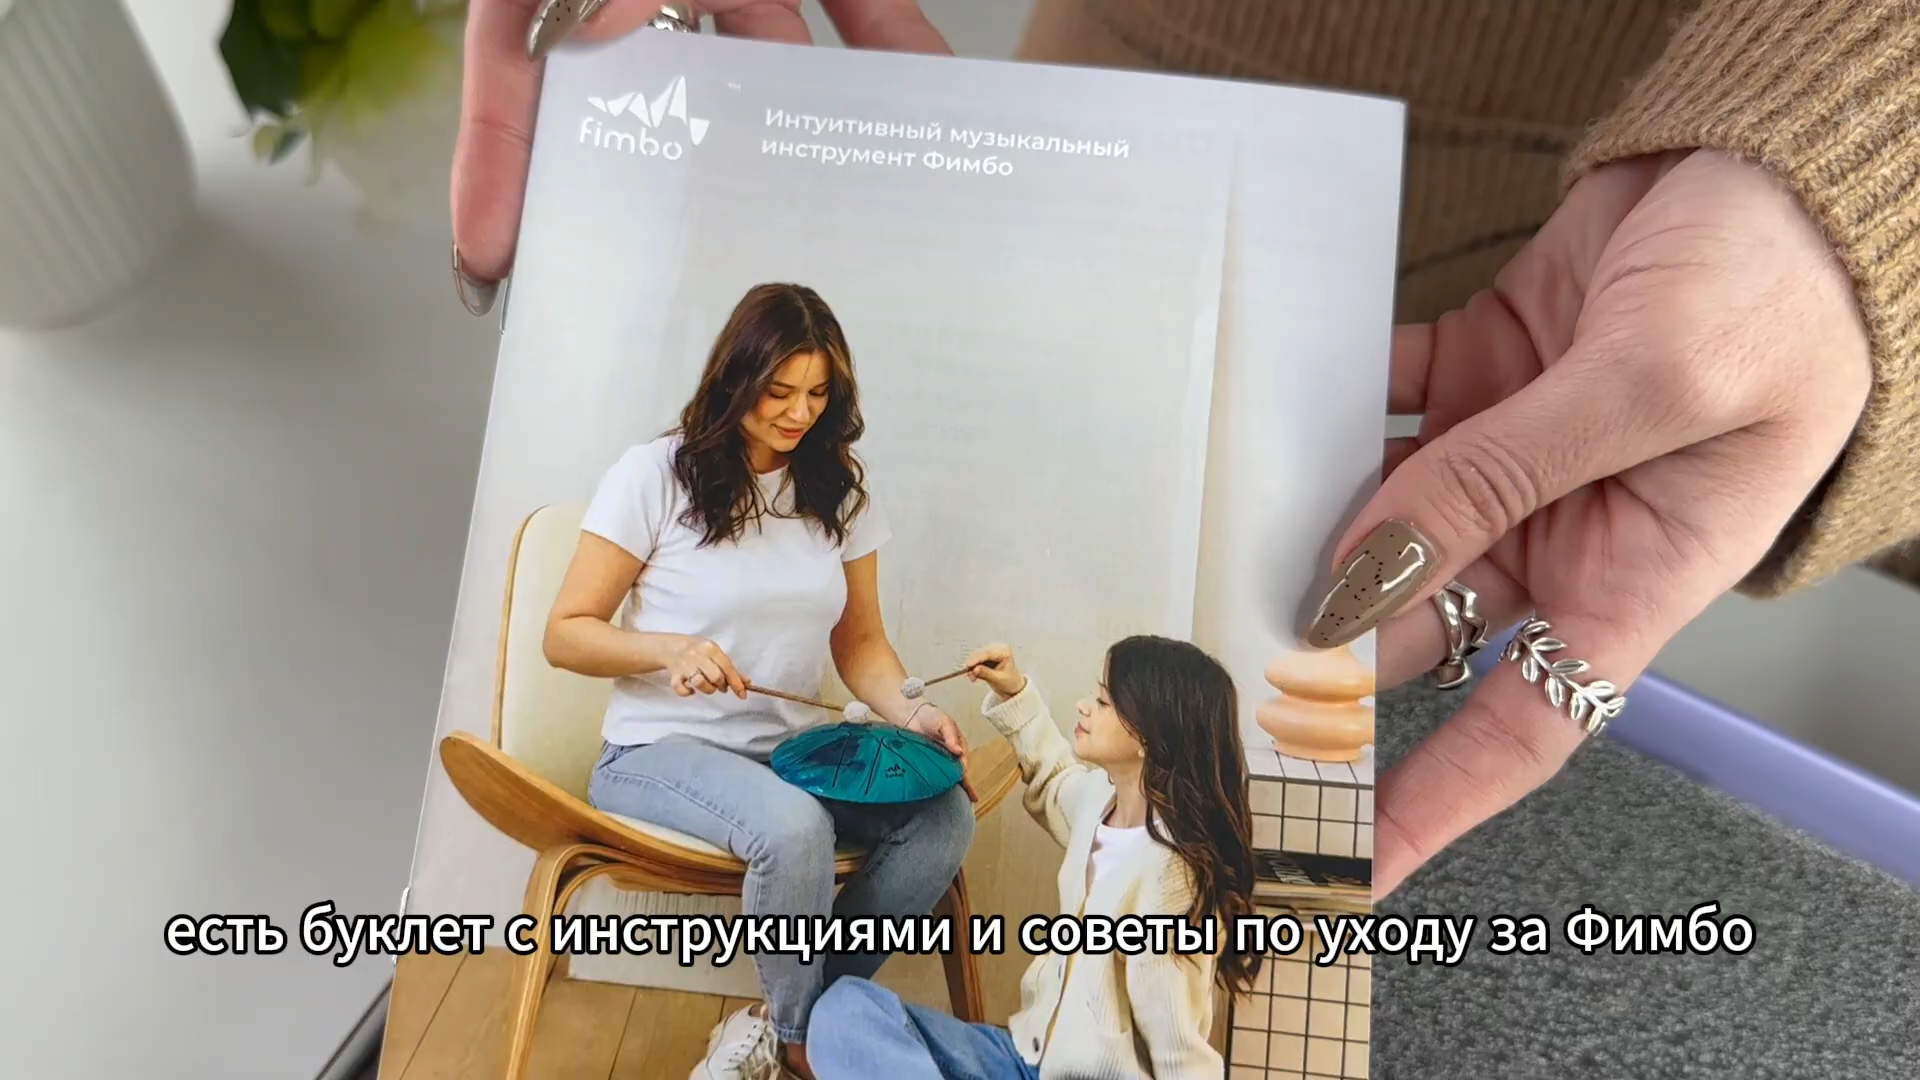 fimbo
Интуитивный музыкальный
инструмент Фимбо
есть буклет с инструкциями и советы по уходу за Фимбо